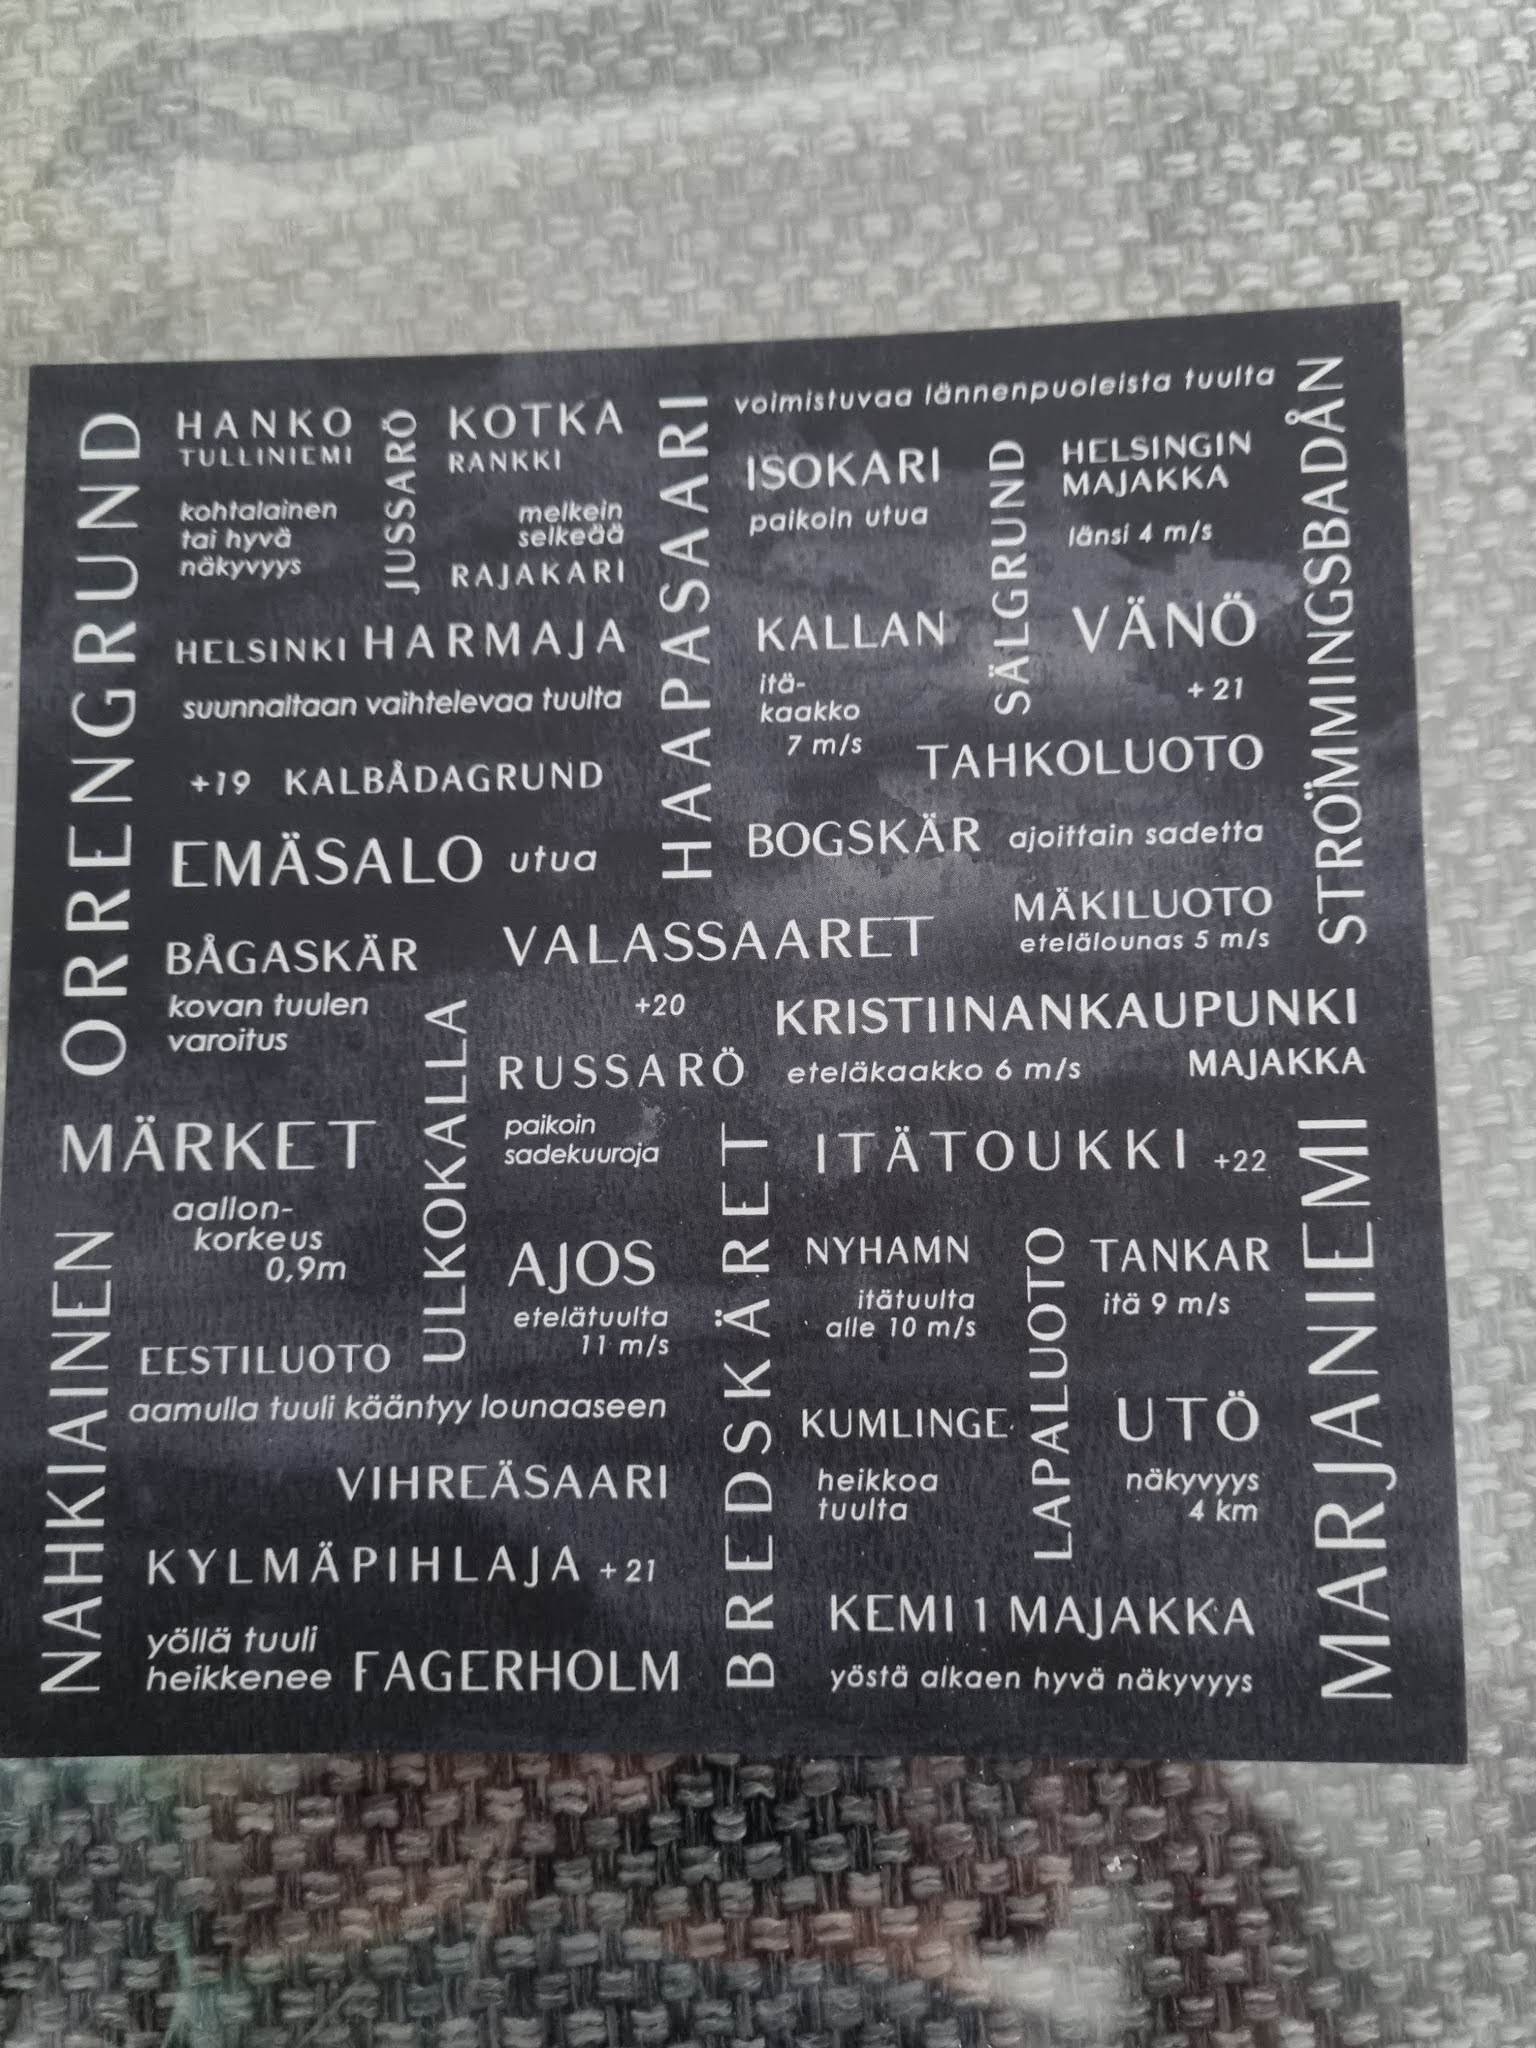 ORRENGRUND
HANKO
TULLINIEMI
kohtalainen
tai hyvä
näkyvyys
JUSSARÖ
KOTKA
RANKKI
melkein
selkeää
RAJAKARI
HELSINKI HARMAJA
suunnaltaan vaihtelevaa tuulta
+19 KALBÅDAGRUND
EMÄSALO utua
HAAPASAARI
voimistuvaa lännenpuoleista tuulta
ISOKARI
paikoin utua
SÄLGRUND
HELSINGIN
MAJAKKA
länsi 4 m/s
STRÖMMINGSBADÅN
KALLAN
itä-
kaakko
7 m/s
VÄNÖ
+21
TAHKOLUOTO
BOGSKÄR ajoittain sadetta
MÄKILUOTO
etelälounas 5 m/s
BÅGASKÄR
kovan tuulen
varoitus
VALASSAARET
+20
KRISTIINANKAUPUNKI
MAJAKKA
eteläkaakko 6 m/s
ULKOKALLA
RUSSARÖ
paikoin
sadekuuroja
MÄRKET
aallon-
korkeus
0,9m
NAHKIAINEN
AJOS
etelätuulta
11 m/s
EESTILUOTO
aamulla tuuli kääntyy lounaaseen
VIHREÄSAARI
KYLMÄPIHLAJA +21
yöllä tuuli
heikkenee FAGERHOLM
BREDSKÄRET
ITÄTOUKKI +22
NYHAMN
itätuulta
alle 10 m/s
LAPALUOTO
TANKAR
itä 9 m/s
MARJANIEMI
KUMLINGE
heikkoa
tuulta
UTÖ
näkyvyys
4 km
KEMI 1 MAJAKKA
yöstä alkaen hyvä näkyvyys